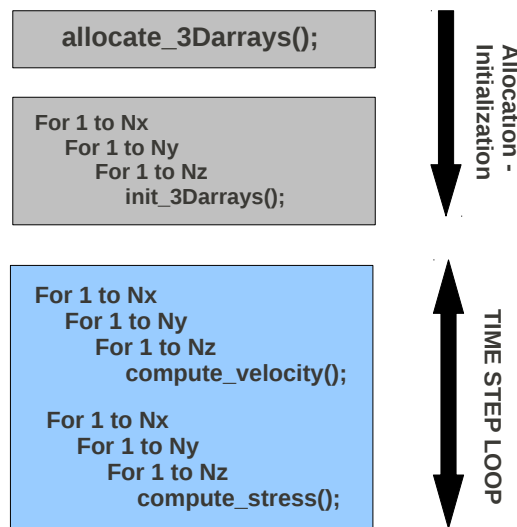 allocate_3Darrays();
Allocation -
Initialization
For 1 to Nx
For 1 to Ny
For 1 to Nz
init_3Darrays();
For 1 to Nx
For 1 to Ny
For 1 to Nz
compute_velocity();
For 1 to Nx
For 1 to Ny
For 1 to Nz
compute_stress();
TIME STEP LOOP